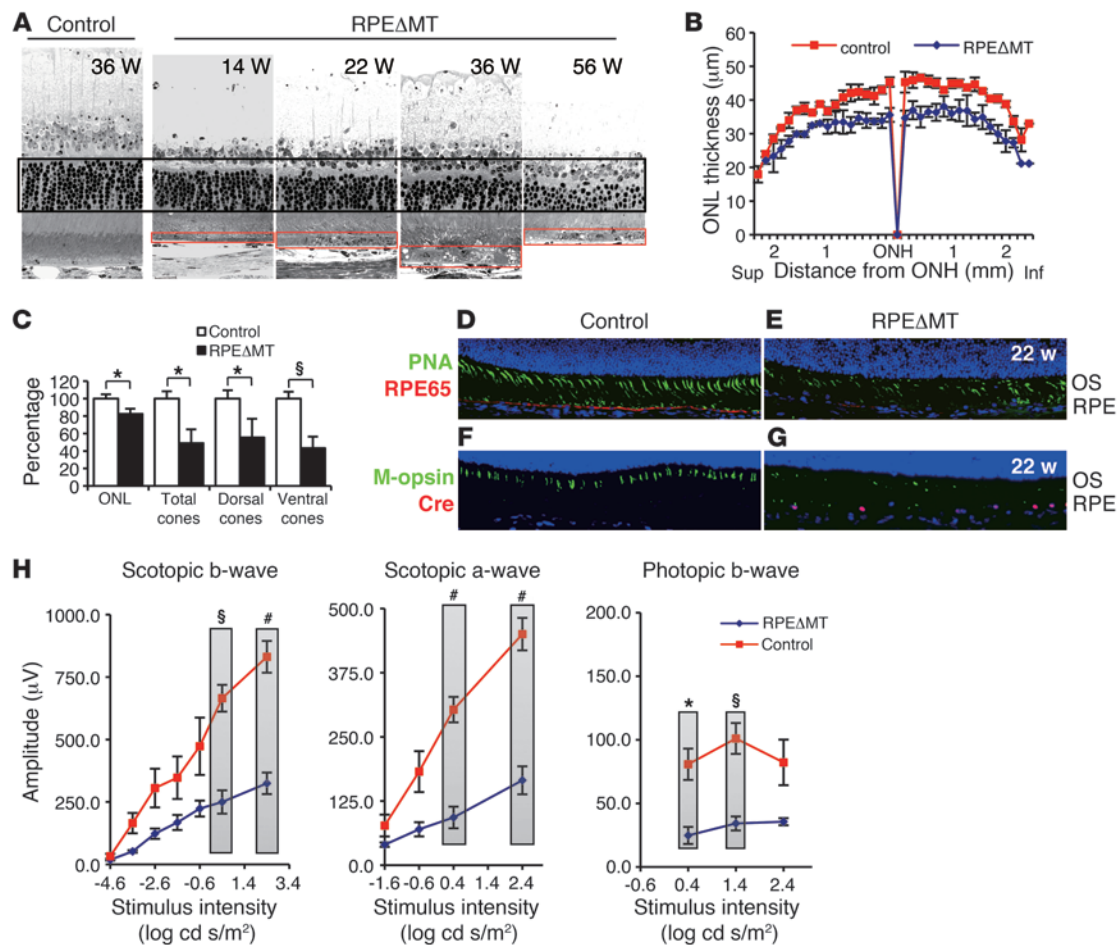 A
Control
RPEΔMT
36 W
14 W
22 W
36 W
56 W
B
control
RPEΔMT
ONL thickness (μm)
60
50
40
30
20
10
0
2 1 ONH 1 2
Sup Distance from ONH (mm) Inf
C
Control
RPEΔMT
* * * §
Percentage
120
100
80
60
40
20
0
ONL
Total cones
Dorsal cones
Ventral cones
D
Control
E
RPEΔMT
PNA
RPE65
22 w
OS
RPE
F
G
M-opsin
Cre
22 w
OS
RPE
H
Scotopic b-wave
Amplitude (μV)
1000.0
750.0
500.0
250.0
0.0
§ #
-4.6 -2.6 -0.6 1.4 3.4
Stimulus intensity
(log cd s/m²)
Scotopic a-wave
500.0
375.0
250.0
125.0
0.0
# #
-1.6 -0.6 0.4 1.4 2.4
Stimulus intensity
(log cd s/m²)
Photopic b-wave
RPEΔMT
Control
200.0
150.0
100.0
50.0
0.0
* §
-0.6 0.4 1.4 2.4
Stimulus intensity
(log cd s/m²)